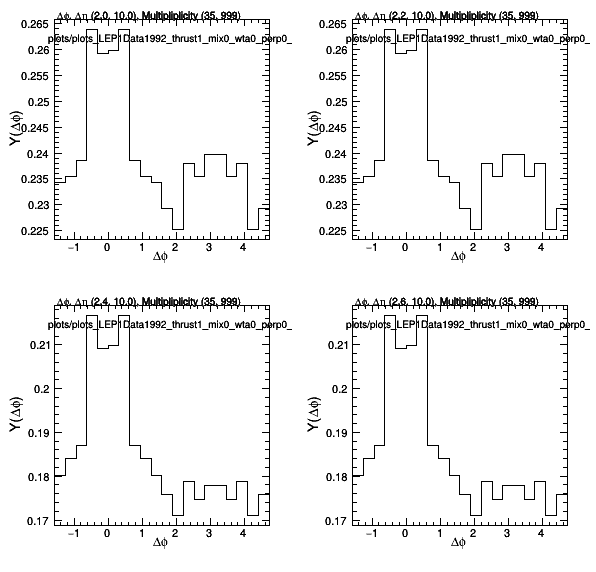 Δφ, Δη (2.0, 10.0), Multipliplicity (35, 999)
plots/plots_LEP1Data1992_thrust1_mix0_wta0_perp0_
Y(Δφ)
0.265
0.26
0.255
0.25
0.245
0.24
0.235
0.23
0.225
−1 0 1 2 3 4
Δφ
Δφ, Δη (2.2, 10.0), Multipliplicity (35, 999)
plots/plots_LEP1Data1992_thrust1_mix0_wta0_perp0_
Y(Δφ)
0.265
0.26
0.255
0.25
0.245
0.24
0.235
0.23
0.225
−1 0 1 2 3 4
Δφ
Δφ, Δη (2.4, 10.0), Multipliplicity (35, 999)
plots/plots_LEP1Data1992_thrust1_mix0_wta0_perp0_
Y(Δφ)
0.21
0.2
0.19
0.18
0.17
−1 0 1 2 3 4
Δφ
Δφ, Δη (2.6, 10.0), Multipliplicity (35, 999)
plots/plots_LEP1Data1992_thrust1_mix0_wta0_perp0_
Y(Δφ)
0.21
0.2
0.19
0.18
0.17
−1 0 1 2 3 4
Δφ